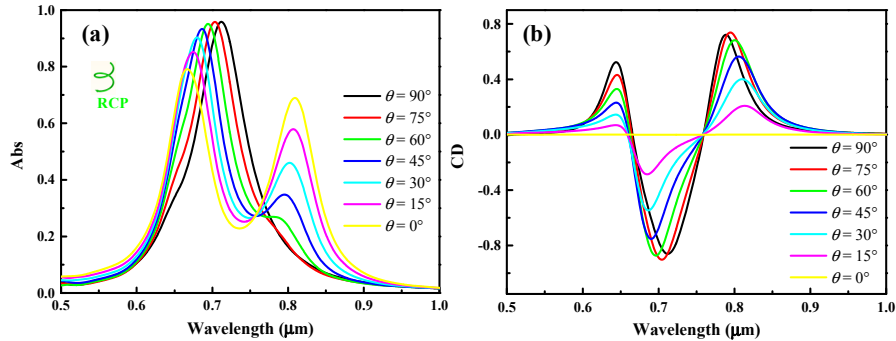 (a)
RCP
θ = 90°
θ = 75°
θ = 60°
θ = 45°
θ = 30°
θ = 15°
θ = 0°
Abs
1.0
0.8
0.6
0.4
0.2
0.0
0.5 0.6 0.7 0.8 0.9 1.0
Wavelength (μm)
(b)
CD
0.8
0.4
0.0
-0.4
-0.8
θ = 90°
θ = 75°
θ = 60°
θ = 45°
θ = 30°
θ = 15°
θ = 0°
0.5 0.6 0.7 0.8 0.9 1.0
Wavelength (μm)